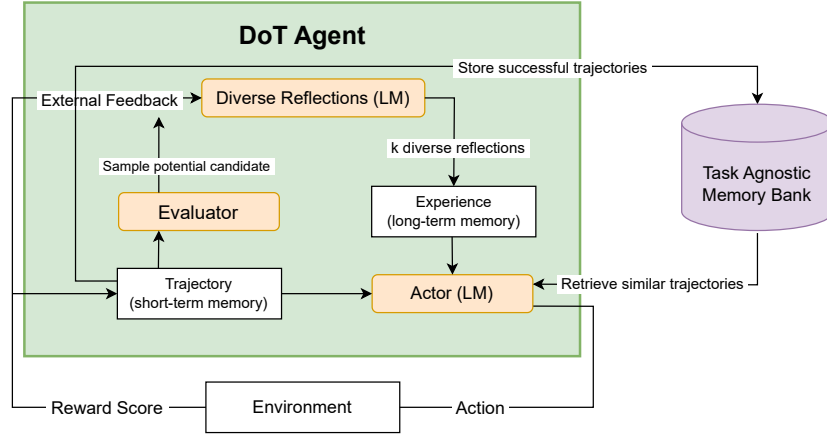 DoT Agent
Store successful trajectories
External Feedback
Diverse Reflections (LM)
k diverse reflections
Sample potential candidate
Task Agnostic
Memory Bank
Evaluator
Experience
(long-term memory)
Trajectory
(short-term memory)
Actor (LM)
Retrieve similar trajectories
Reward Score
Environment
Action